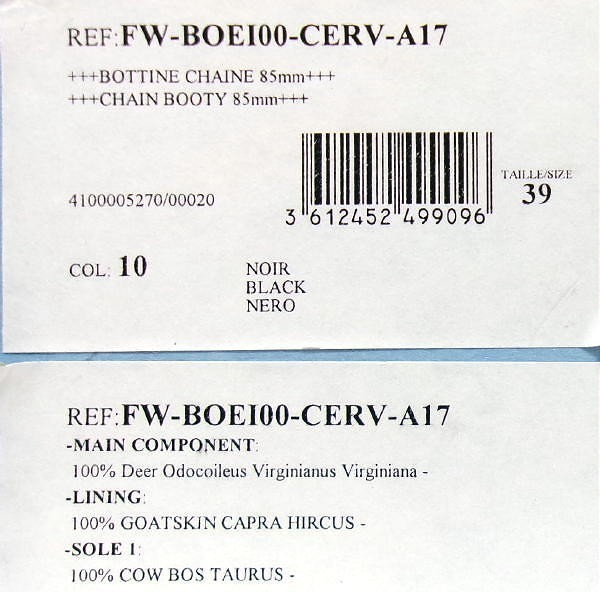 REF:FW-BOEI00-CERV-A17
+++BOTTINE CHAINE 85mm+++
+++CHAIN BOOTY 85mm+++
TAILLE/SIZE
39
4100005270/00020
3 612452 499096
COL: 10
NOIR
BLACK
NERO
REF:FW-BOEI00-CERV-A17
-MAIN COMPONENT:
100% Deer Odocoileus Virginianus Virginiana -
-LINING:
100% GOATSKIN CAPRA HIRCUS -
-SOLE 1:
100% COW BOS TAURUS -